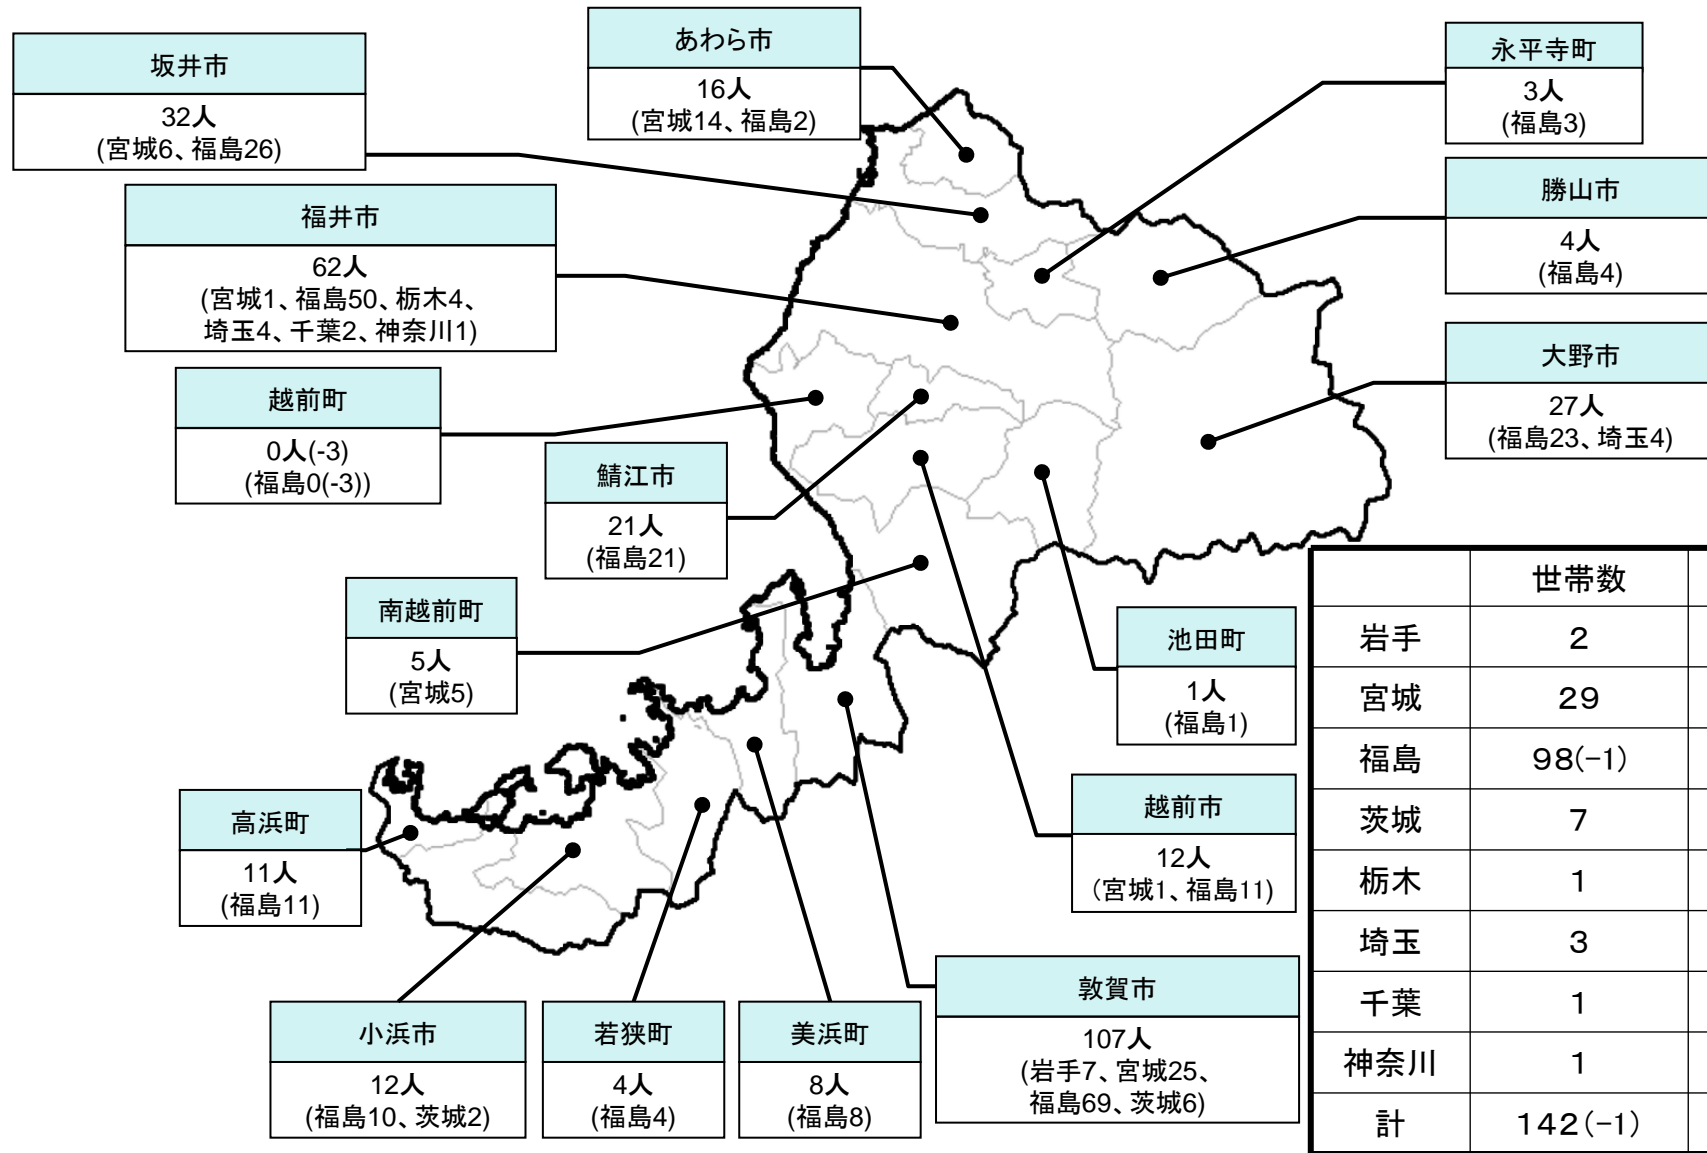 坂井市
32人
(宮城6、福島26)
あわら市
16人
(宮城14、福島2)
永平寺町
3人
(福島3)
勝山市
4人
(福島4)
福井市
62人
(宮城1、福島50、栃木4、
埼玉4、千葉2、神奈川1)
大野市
27人
(福島23、埼玉4)
越前町
0人(-3)
(福島0(-3))
鯖江市
21人
(福島21)
南越前町
5人
(宮城5)
池田町
1人
(福島1)
越前市
12人
(宮城1、福島11)
高浜町
11人
(福島11)
小浜市
12人
(福島10、茨城2)
若狭町
4人
(福島4)
美浜町
8人
(福島8)
敦賀市
107人
(岩手7、宮城25、
福島69、茨城6)
世帯数
岩手 2
宮城 29
福島 98(-1)
茨城 7
栃木 1
埼玉 3
千葉 1
神奈川 1
計 142(-1)